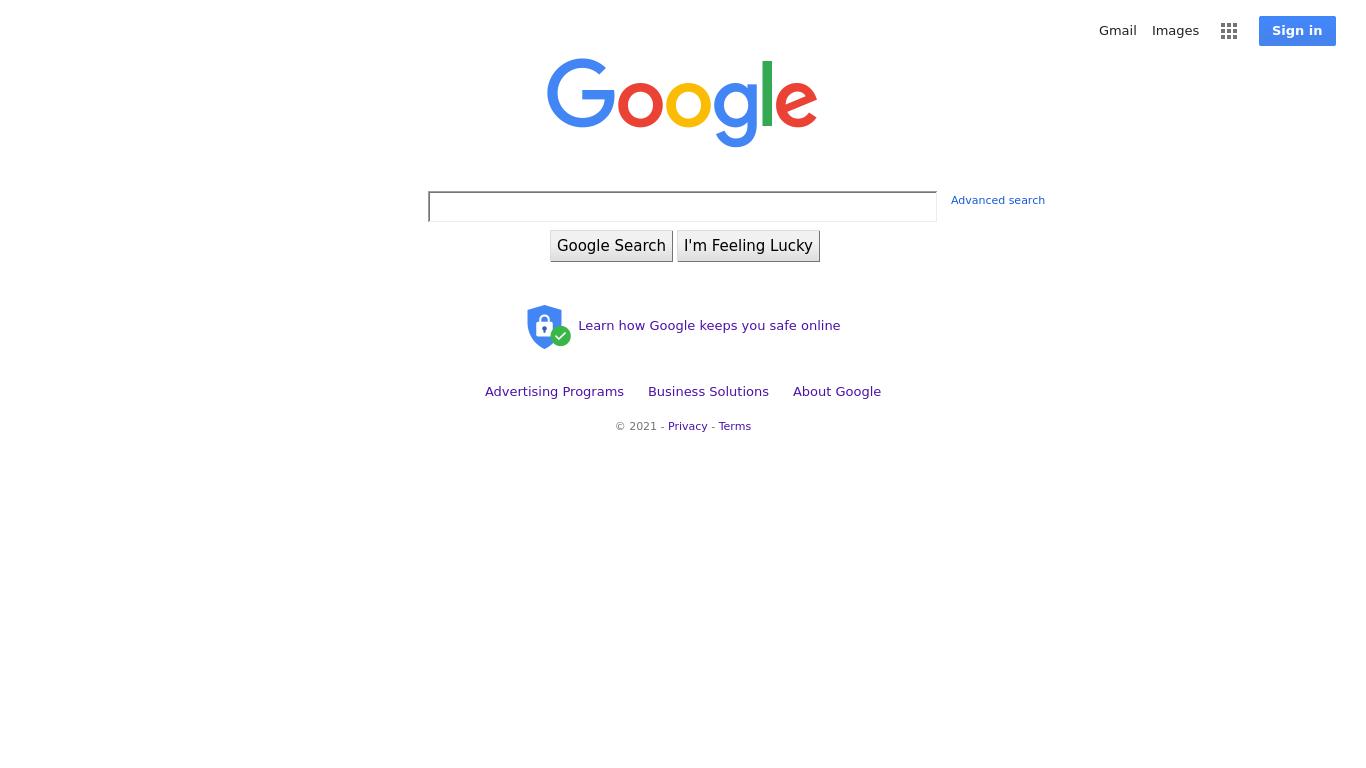 Gmail Images Sign in
Google
Advanced search
Google Search I'm Feeling Lucky
Learn how Google keeps you safe online
Advertising Programs Business Solutions About Google
© 2021 - Privacy - Terms